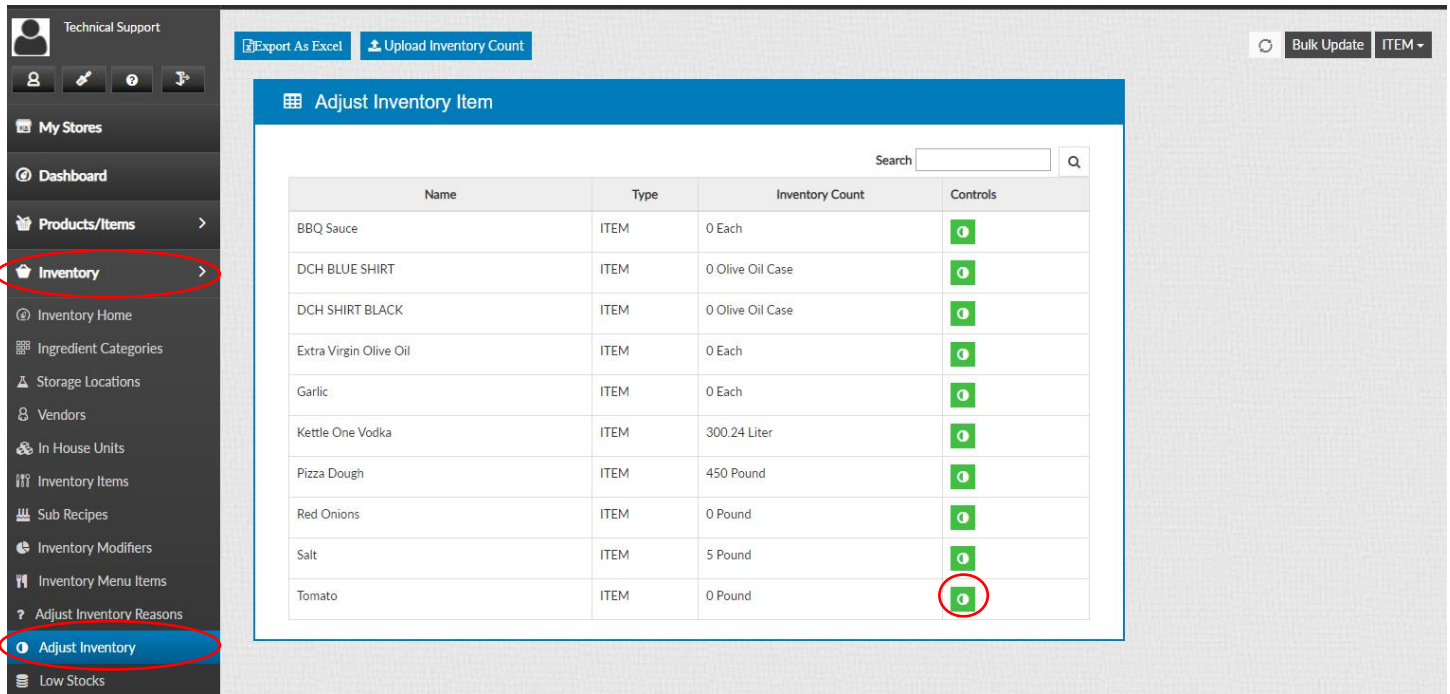 Technical Support
My Stores
Dashboard
Products/Items
Inventory
Inventory Home
Ingredient Categories
Storage Locations
Vendors
In House Units
Inventory Items
Sub Recipes
Inventory Modifiers
Inventory Menu Items
Adjust Inventory Reasons
Adjust Inventory
Low Stocks
Export As Excel Upload Inventory Count Bulk Update ITEM
Adjust Inventory Item
Search
Name Type Inventory Count Controls
BBQ Sauce ITEM 0 Each
DCH BLUE SHIRT ITEM 0 Olive Oil Case
DCH SHIRT BLACK ITEM 0 Olive Oil Case
Extra Virgin Olive Oil ITEM 0 Each
Garlic ITEM 0 Each
Kettle One Vodka ITEM 300.24 Liter
Pizza Dough ITEM 450 Pound
Red Onions ITEM 0 Pound
Salt ITEM 5 Pound
Tomato ITEM 0 Pound